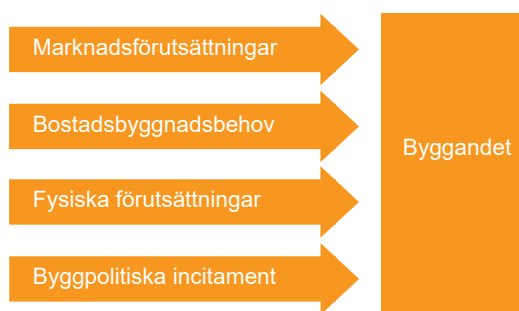 Marknadsförutsättningar
Bostadsbyggnadsbehov
Byggandet
Fysiska förutsättningar
Byggpolitiska incitament